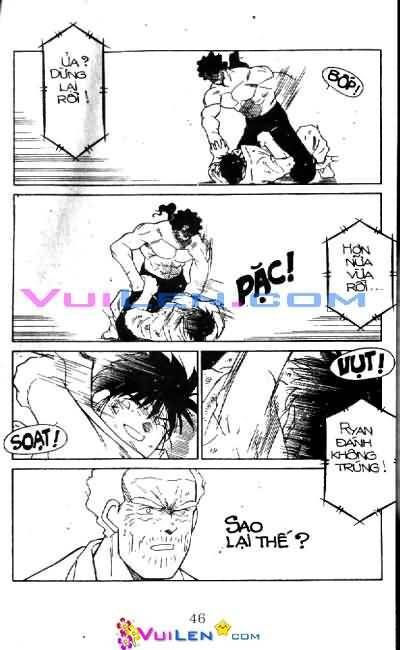 ỦA?
DỪNG
LẠI
RỒI!
BỐP!
HƠN
NỮA
VỪA
RỒI...
PẶC!
VUILEN.COM
SOẠT!
VỤT!
RYAN
ĐÁNH
KHÔNG
TRÚNG!
SAO
LẠI THẾ?
46
VUILEN.COM